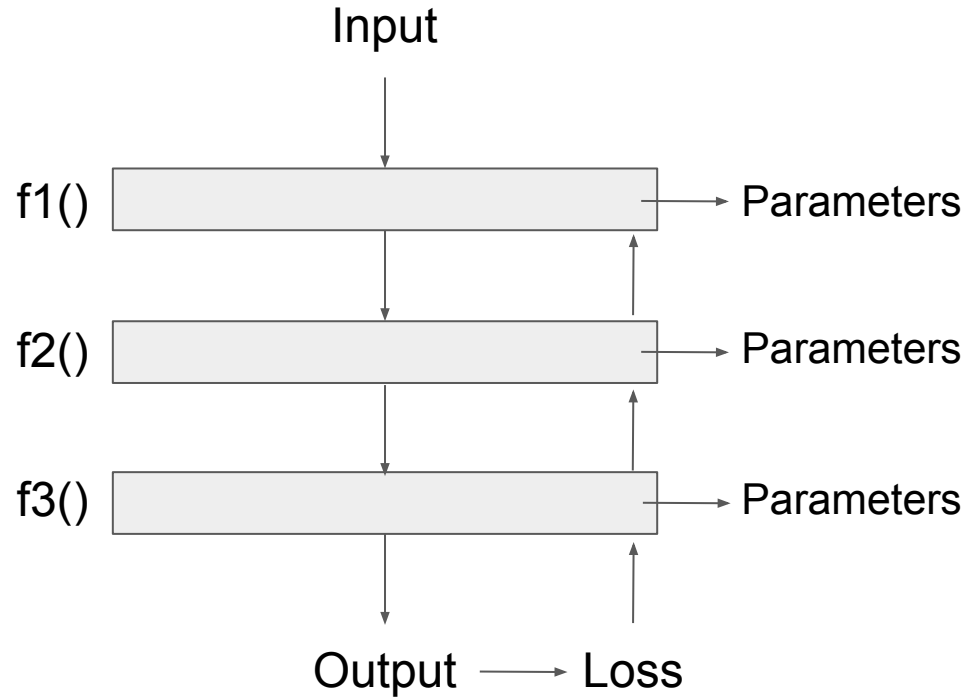 Input
f1()
Parameters
f2()
Parameters
f3()
Parameters
Output
Loss